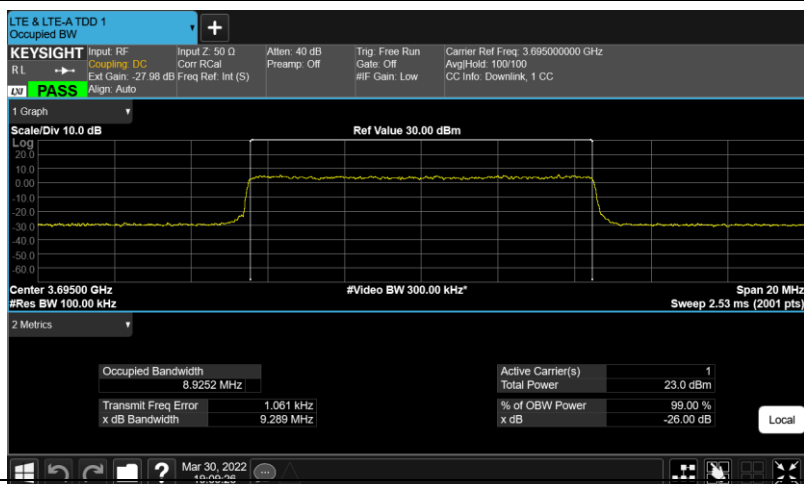 LTE & LTE-A TDD 1
Occupied BW
+
KEYSIGHT Input: RF Input Z: 50 Ω Atten: 40 dB Trig: Free Run Carrier Ref Freq: 3.695000000 GHz
RL Coupling: DC Corr RCal Preamp: Off Gate: Off Avg|Hold: 100/100
Ext Gain: -27.98 dB Freq Ref: Int (S) #IF Gain: Low CC Info: Downlink, 1 CC
LXI PASS Align: Auto
1 Graph
Scale/Div 10.0 dB Ref Value 30.00 dBm
Log
20.0
10.0
0.00
-10.0
-20.0
-30.0
-40.0
-50.0
-60.0
Center 3.69500 GHz #Video BW 300.00 kHz* Span 20 MHz
#Res BW 100.00 kHz Sweep 2.53 ms (2001 pts)
2 Metrics
Occupied Bandwidth Active Carrier(s) 1
8.9252 MHz Total Power 23.0 dBm
Transmit Freq Error 1.061 kHz % of OBW Power 99.00 %
x dB Bandwidth 9.289 MHz x dB -26.00 dB
Local
? Mar 30, 2022